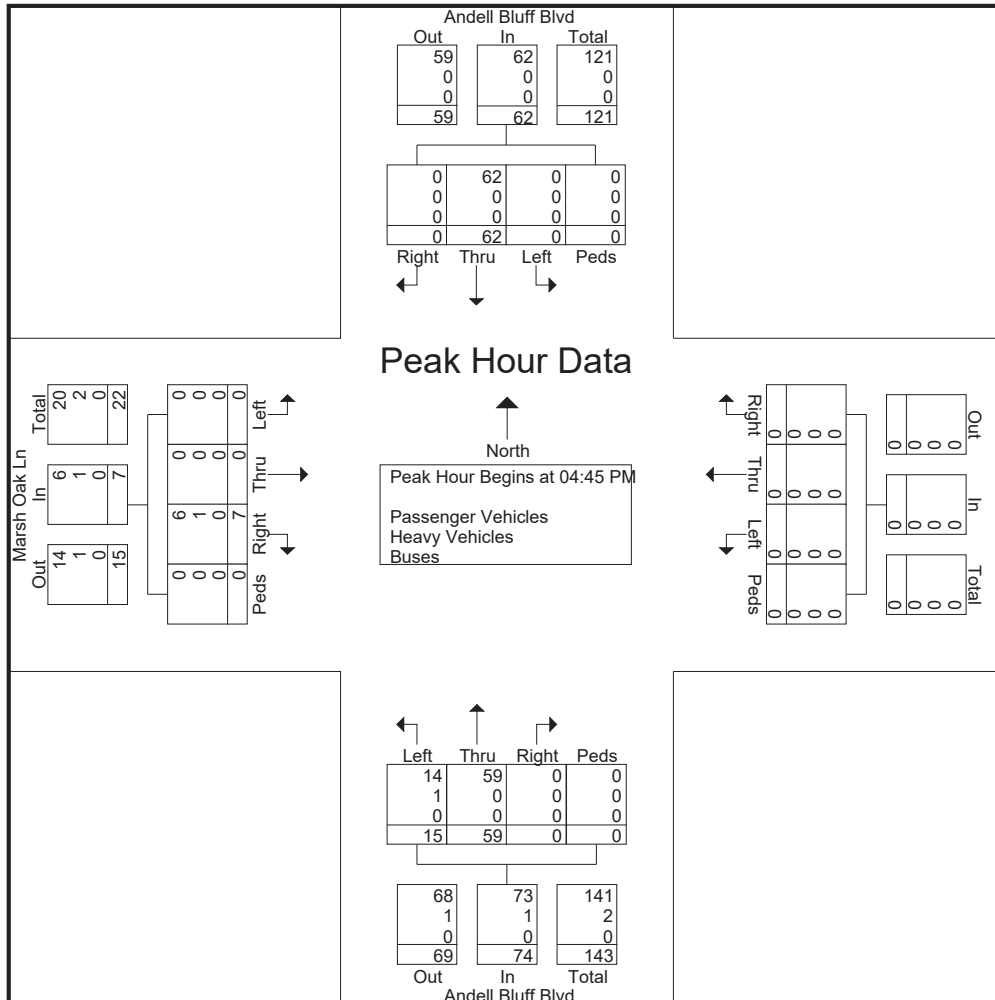 Andell Bluff Blvd
Out In Total
59 62 121
0 0 0
0 0 0
59 62 121
0 62 0 0
0 0 0 0
0 0 0 0
0 62 0 0
Right Thru Left Peds
Peak Hour Data
North
Peak Hour Begins at 04:45 PM
Passenger Vehicles
Heavy Vehicles
Buses
Marsh Oak Ln
Out In Total
14 6 20
1 1 2
0 0 0
15 7 22
Peds Right Thru Left
0 6 0 0
0 1 0 0
0 0 0 0
0 7 0 0
Right Thru Left Peds
0 0 0 0
0 0 0 0
0 0 0 0
0 0 0 0
Out In Total
0 0 0
0 0 0
0 0 0
0 0 0
Left Thru Right Peds
14 59 0 0
1 0 0 0
0 0 0 0
15 59 0 0
68 73 141
1 1 2
0 0 0
69 74 143
Out In Total
Andell Bluff Blvd